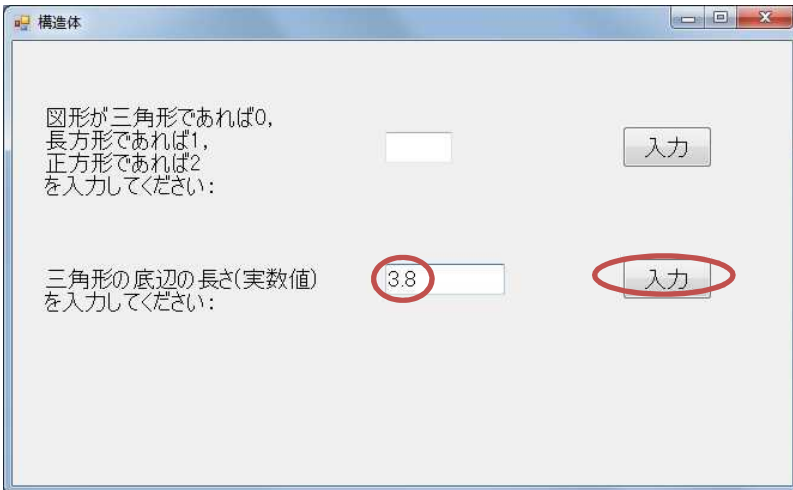 構造体
図形が三角形であれば0,
長方形であれば1,
正方形であれば2
を入力してください:
入力
三角形の底辺の長さ(実数値)
を入力してください:
3.8
入力